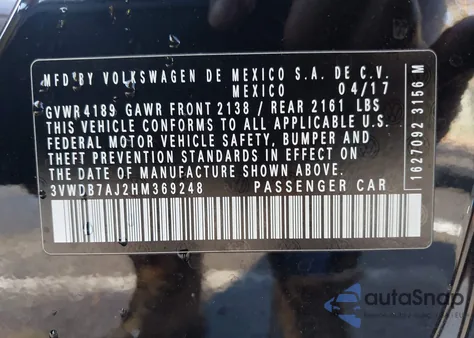 MFD BY VOLKSWAGEN DE MEXICO S.A. DE C.V.
MEXICO 04/17
GVWR 4189 GAWR FRONT 2138 / REAR 2161 LBS
THIS VEHICLE CONFORMS TO ALL APPLICABLE U.S.
FEDERAL MOTOR VEHICLE SAFETY, BUMPER AND
THEFT PREVENTION STANDARDS IN EFFECT ON
THE DATE OF MANUFACTURE SHOWN ABOVE.
3VWDB7AJ2HM369248 PASSENGER CAR
1627092 3156 M
autoSnap